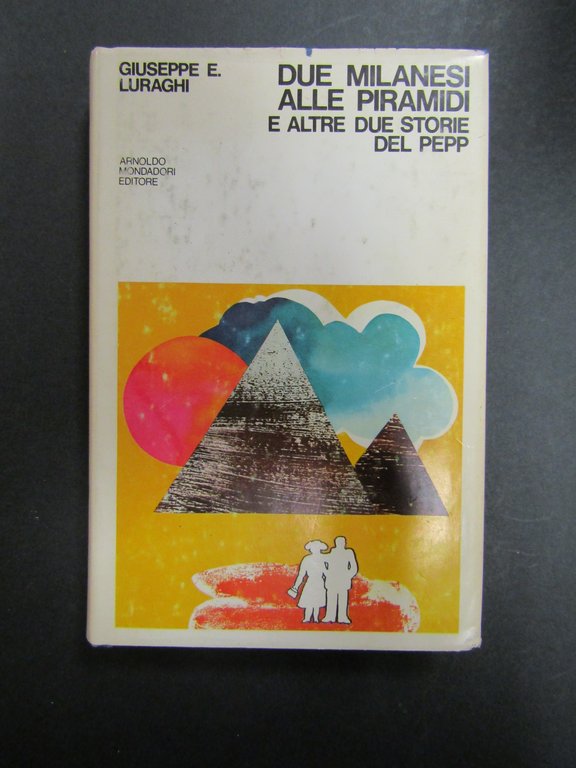 GIUSEPPE E.
LURAGHI
DUE MILANESI
ALLE PIRAMIDI
E ALTRE DUE STORIE
DEL PEPP
ARNOLDO
MONDADORI
EDITORE